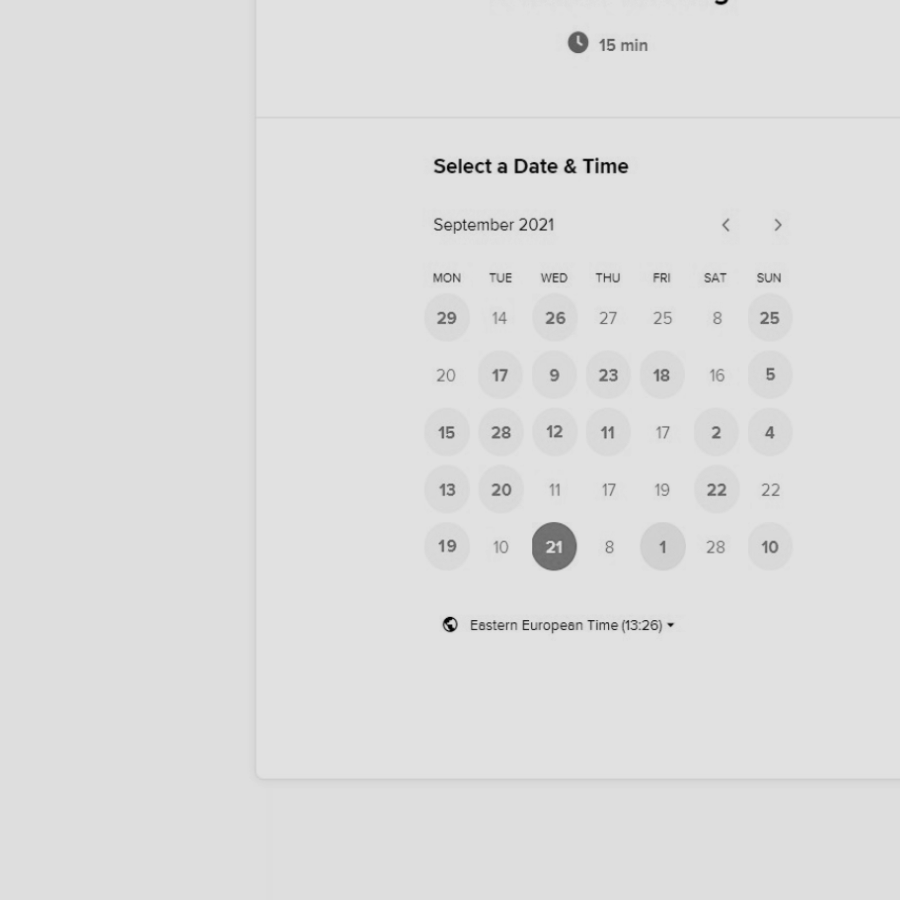 15 min
Select a Date & Time
September 2021
MON TUE WED THU FRI SAT SUN
29 14 26 27 25 8 25
20 17 9 23 18 16 5
15 28 12 11 17 2 4
13 20 11 17 19 22 22
19 10 21 8 1 28 10
Eastern European Time (13:26)